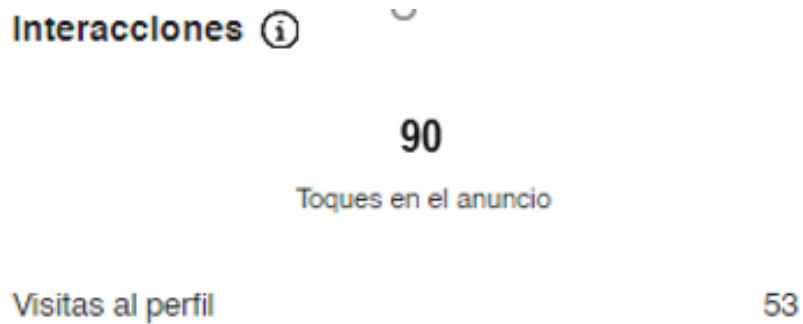 Interacciones
90
Toques en el anuncio
Visitas al perfil 53